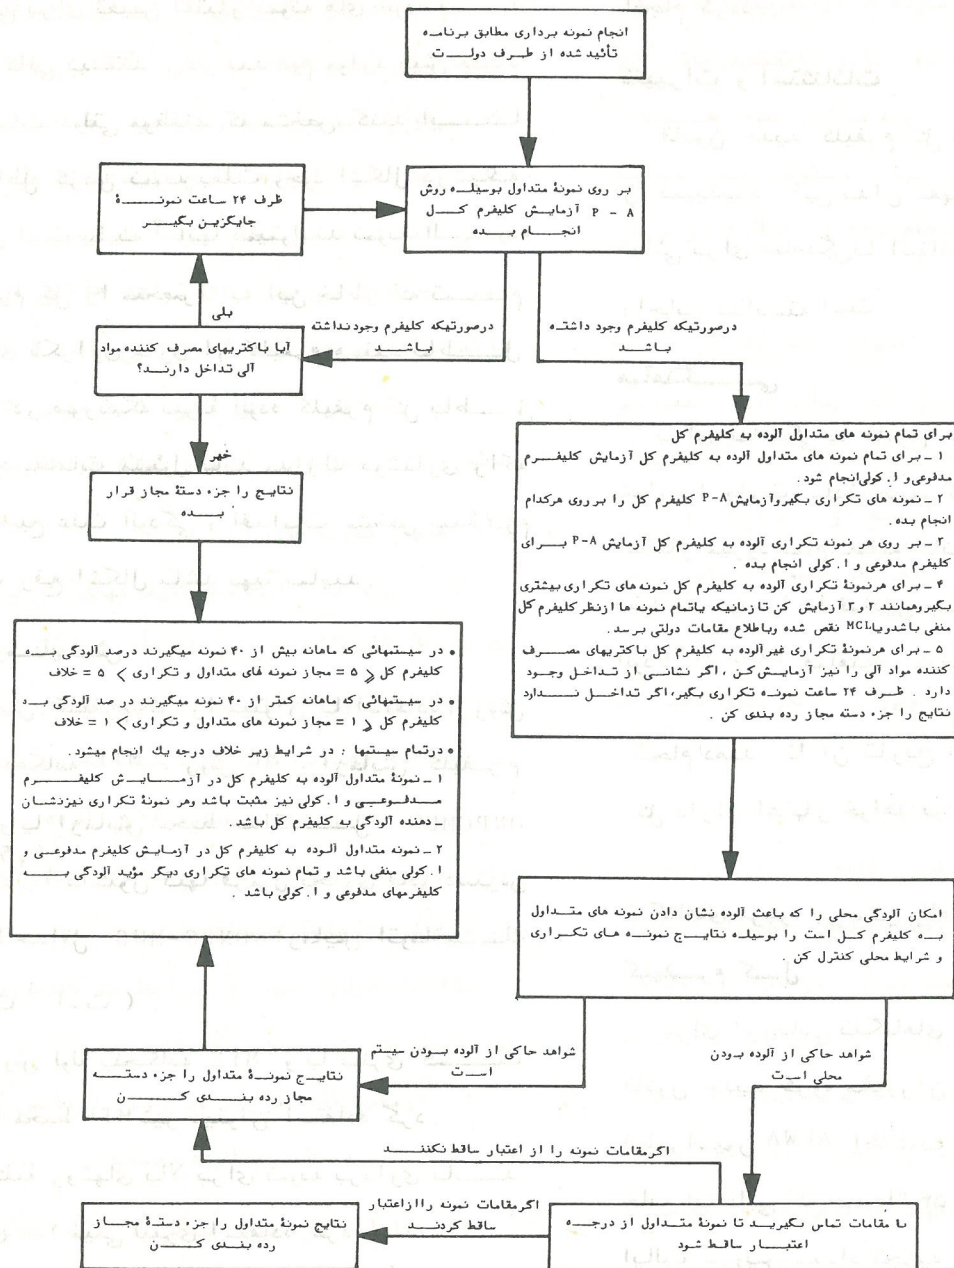 انجام نمونه برداری مطابق برنامه
تأئید شده از طرف دولت
بر روی نمونهٔ متداول بوسیله روش
P - A آزمایش کلیفرم کل
انجام بده
ظرف ۲۴ ساعت نمونهٔ
جایگزین بگیر
بلی
آیا باکتریهای مصرف کننده مواد
آلی تداخل دارند؟
درصورتیکه کلیفرم وجودنداشته
باشد
درصورتیکه کلیفرم وجود داشته
باشد
خهر
نتایج را جزء دستهٔ مجاز قرار
بده
برای تمام نمونه های متداول آلوده به کلیفرم کل
۱ ـ برای تمام نمونه های متداول آلوده به کلیفرم کل آزمایش کلیفرم
مدفوعی و ا.کولی انجام شود.
۲ ـ نمونه های تکراری بگیر وآزمایش P-A کلیفرم کل را بر روی هرکدام
انجام بده.
۲ ـ بر روی هر نمونه تکراری آلوده به کلیفرم کل آزمایش P-A برای
کلیفرم مدفوعی و ا.کولی انجام بده .
۴ ـ برای هرنمونهٔ تکراری آلوده به کلیفرم کل نمونه های تکراری بیشتری
بگیر وهمانند ۲ و ۳ آزمایش کن تا زمانیکه یاتمام نمونه ها ازنظر کلیفرم کل
منفی باشد ویا MCL نقص شده وباطلاع مقامات دولتی برسد.
۵ ـ برای هرنمونهٔ تکراری غیرآلوده به کلیفرم کل باکتریهای مصرف
کننده مواد آلی را نیز آزمایش کن ، اگر نشانی از تداخل وجود
دارد . ظرف ۲۴ ساعت نمونه تکراری بگیر، اگر تداخل ندارد
نتایج را جزء دسته مجاز رده بندی کن .
• در سیستمهائی که ماهانه بیش از ۴۰ نمونه میگیرند درصد آلودگی به
کلیفرم کل ⩽ ۵ = مجاز نمونه های متداول و تکراری > ۵ = خلاف
• در سیستمهائی که ماهانه کمتر از ۴۰ نمونه میگیرند در صد آلودگی بد
کلیفرم کل ⩽ ۱ = مجاز نمونه های متداول و تکراری > ۱ = خلاف
• درتمام سیستمها : در شرایط زیر خلاف درجه یك انجام میشود.
۱ ـ نمونهٔ متداول آلوده به کلیفرم کل در آزمایش کلیفرم
مدفوعی و ا.کولی نیز مثبت باشد وهر نمونهٔ تکراری نیزنشان
ـ دهنده آلودگی به کلیفرم کل باشد.
۲ ـ نمونه متداول آلوده به کلیفرم کل در آزمایش کلیفرم مدفوعی و
ا.کولی منفی باشد و تمام نمونه های تکراری دیگر مؤید آلودگی به
کلیفرمهای مدفوعی و ا.کولی باشد .
امکان آلودگی محلی را که باعث آلوده نشان دادن نمونه های متداول
به کلیفرم کل است را بوسیله نتایج نمونه های تکراری
و شرایط محلی کنترل کن .
شواهد حاکی از آلوده بودن سیستم
است
شواهد حاکی از آلوده بودن
محلی است
نتایج نمونهٔ متداول را جزء دسته
مجاز رده بندی کن
اگرمقامات نمونه را از اعتبار ساقط نکنند
با مقامات تماس بگیرید تا نمونهٔ متداول از درجه
اعتبار ساقط شود
اگرمقامات نمونه راازاعتبار
ساقط کردند
نتایج نمونهٔ متداول را جزء دستهٔ مجاز
رده بندی کن